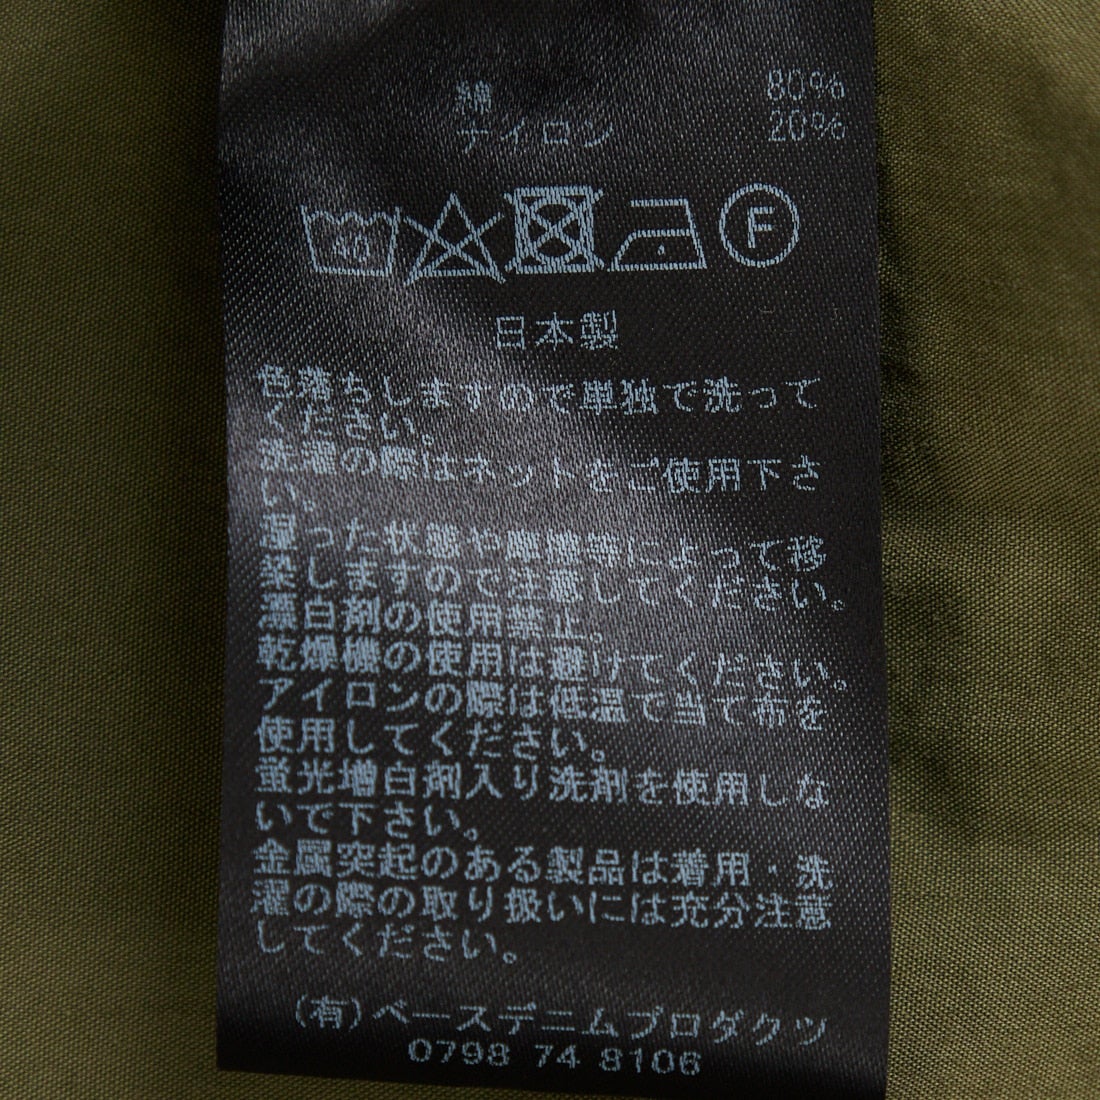 綿 80%
ナイロン 20%
40 F
日本製
色落ちしますので単独で洗って
ください。
洗濯の際はネットをご使用下さ
い。
湿った状態や摩擦等によって移
染しますので注意してください。
漂白剤の使用禁止。
乾燥機の使用は避けてください。
アイロンの際は低温で当て布を
使用してください。
蛍光増白剤入り洗剤を使用しな
いで下さい。
金属突起のある製品は着用・洗
濯の際の取り扱いには充分注意
してください。
(有)ベースデニムプロダクツ
0798 74 8106